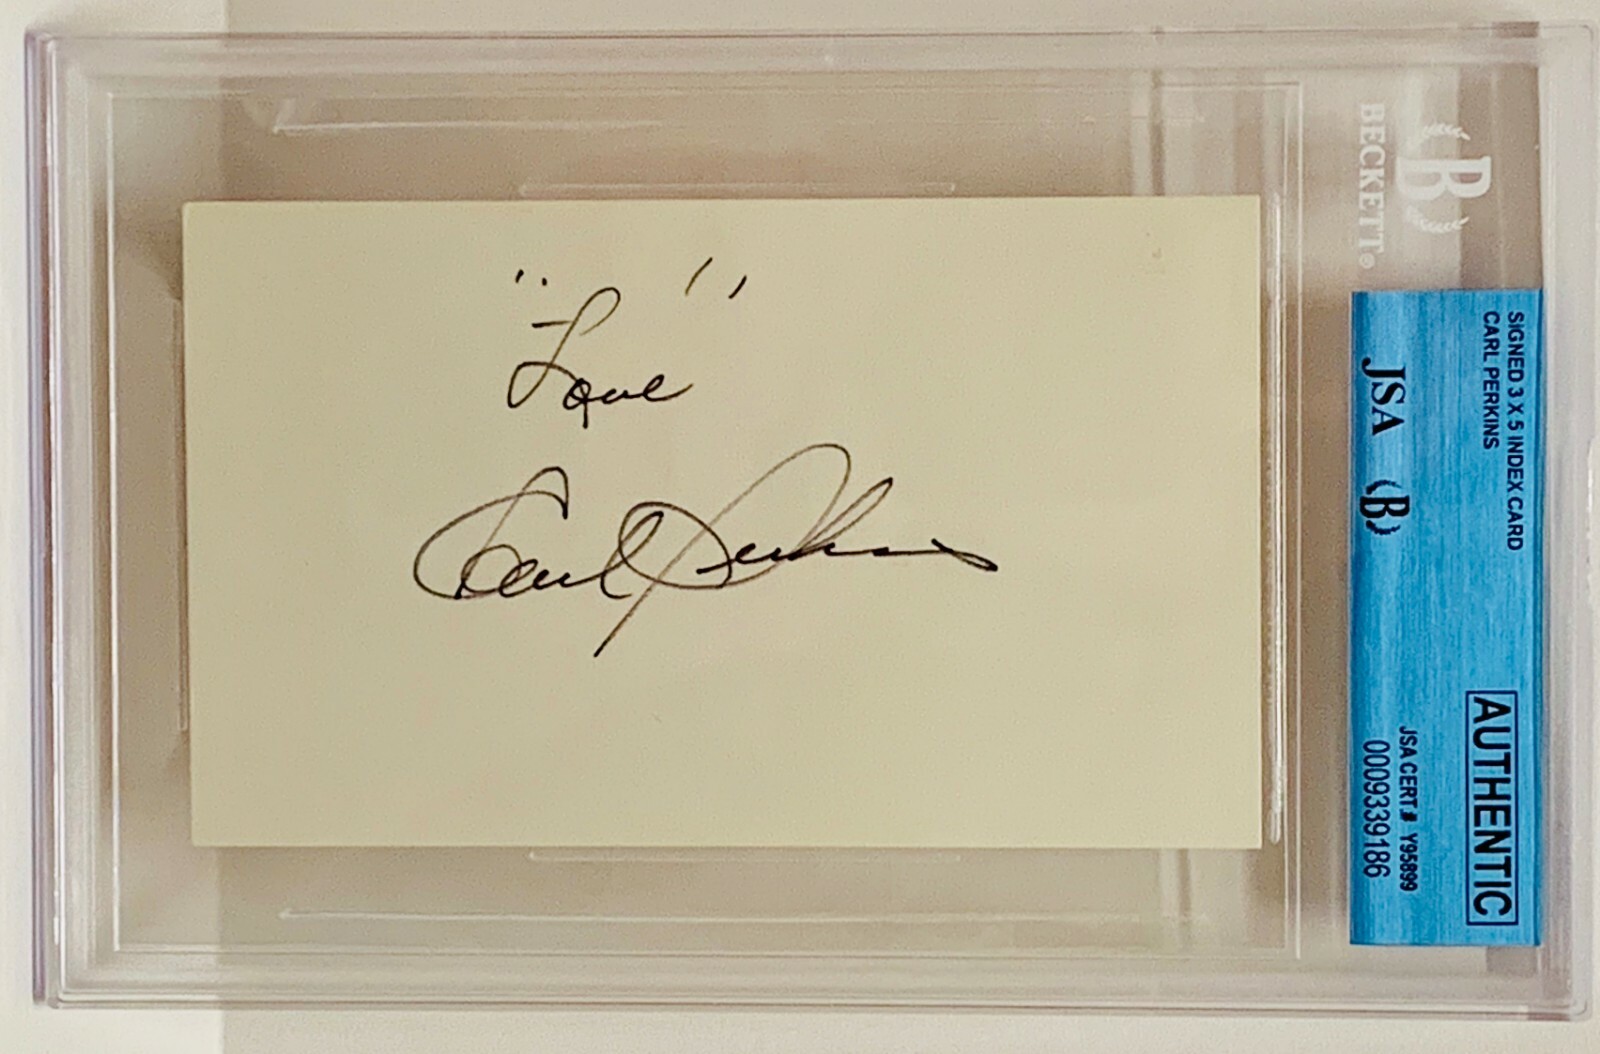 "Love"
Carl Perkins
B
BECKETT®
SIGNED 3 X 5 INDEX CARD
CARL PERKINS
JSA (B)
AUTHENTIC
JSA CERT# Y95899
0009339186